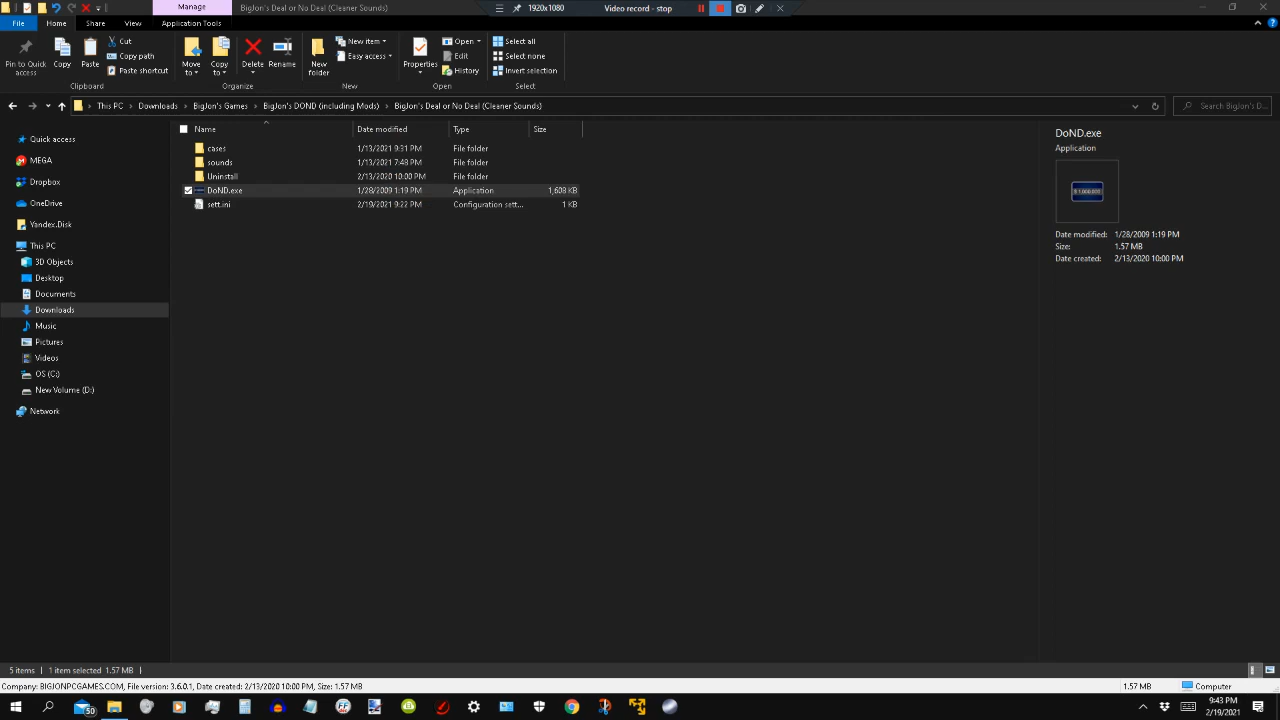 Manage
BigJon's Deal or No Deal (Cleaner Sounds)
1920x1080
Video record - stop
File
Home
Share
View
Application Tools
Pin to Quick access
Copy
Paste
Cut
Copy path
Paste shortcut
Clipboard
Move to
Copy to
Delete
Rename
Organize
New folder
New item
Easy access
New
Properties
Open
Edit
History
Open
Select all
Select none
Invert selection
Select
This PC
Downloads
BigJon's Games
BigJon's DOND (including Mods)
BigJon's Deal or No Deal (Cleaner Sounds)
Search BigJon's D...
Quick access
MEGA
Dropbox
OneDrive
Yandex.Disk
This PC
3D Objects
Desktop
Documents
Downloads
Music
Pictures
Videos
OS (C:)
New Volume (D:)
Network
Name Date modified Type Size
cases 1/13/2021 9:31 PM File folder
sounds 1/13/2021 7:48 PM File folder
Uninstall 2/13/2020 10:00 PM File folder
DoND.exe 1/28/2009 1:19 PM Application 1,608 KB
sett.ini 2/19/2021 9:22 PM Configuration sett... 1 KB
DoND.exe
Application
$ 1,000,000
Date modified: 1/28/2009 1:19 PM
Size: 1.57 MB
Date created: 2/13/2020 10:00 PM
5 items
1 item selected 1.57 MB
Company: BIGJONPCGAMES.COM, File version: 3.6.0.1, Date created: 2/13/2020 10:00 PM, Size: 1.57 MB
1.57 MB
Computer
50
9:43 PM
2/19/2021